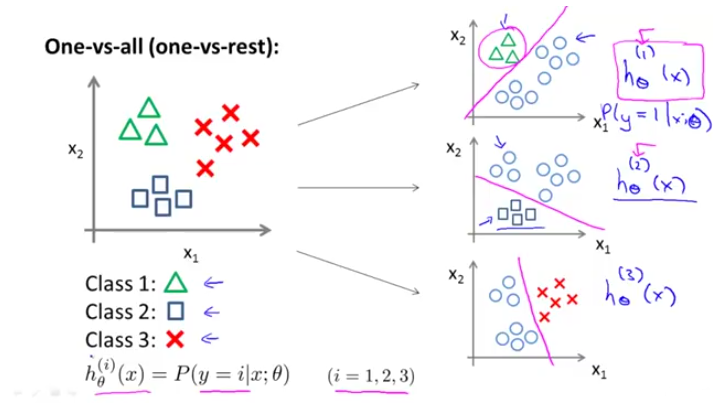 One-vs-all (one-vs-rest):
x₂
x₁
Class 1:
Class 2:
Class 3:
h_θ^(i)(x) = P(y = i|x; θ)     (i = 1, 2, 3)
x₂
x₁
h_θ^(1)(x)
P(y=1|x;θ)
x₂
x₁
h_θ^(2)(x)
x₂
x₁
h_θ^(3)(x)